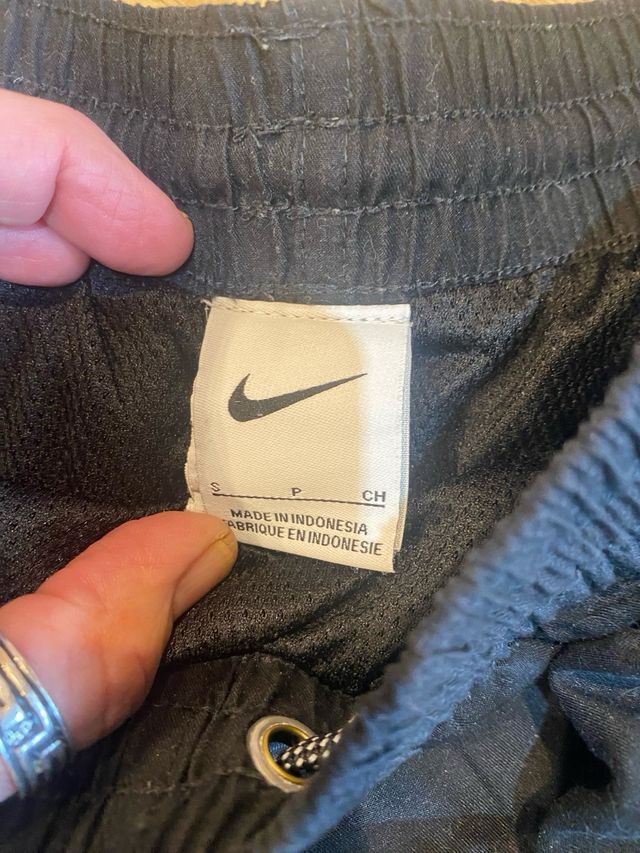 S P CH
MADE IN INDONESIA
FABRIQUE EN INDONESIE